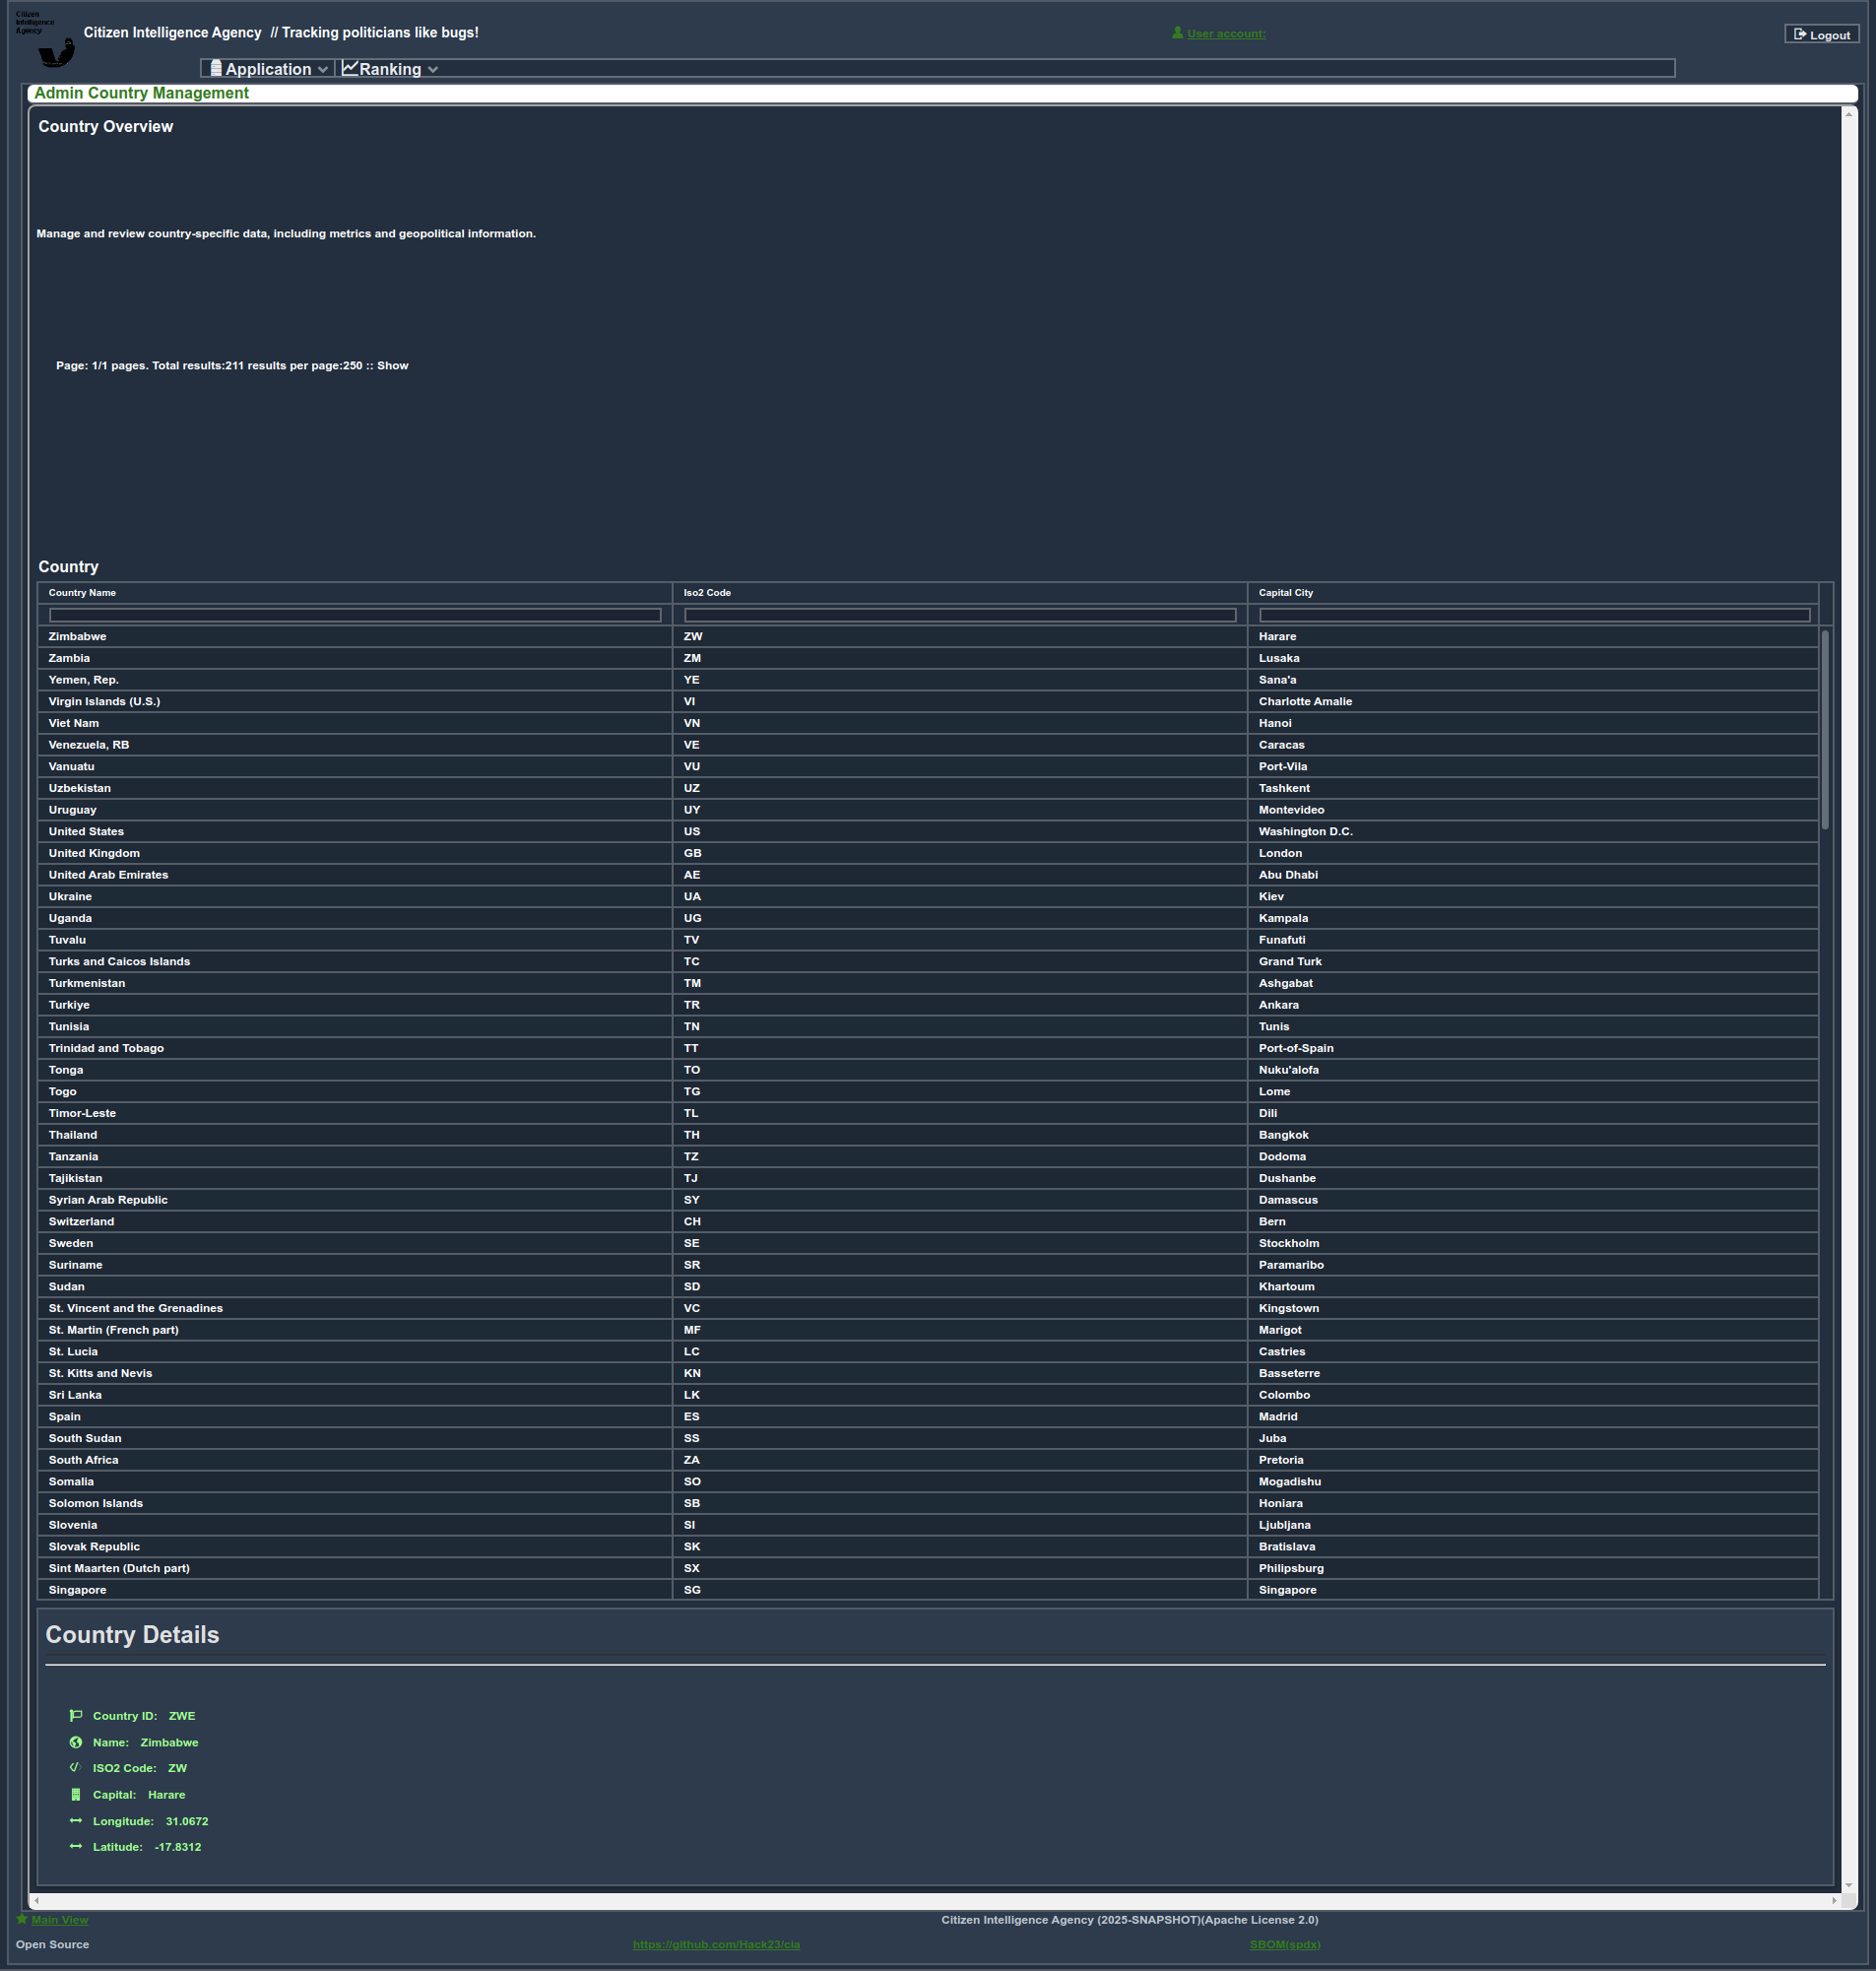 Citizen
Intelligence
Agency
Citizen Intelligence Agency // Tracking politicians like bugs!
User account:
Logout
Application Ranking
Admin Country Management
Country Overview
Manage and review country-specific data, including metrics and geopolitical information.
Page: 1/1 pages. Total results:211 results per page:250 :: Show
Country
Country Name Iso2 Code Capital City
Zimbabwe ZW Harare
Zambia ZM Lusaka
Yemen, Rep. YE Sana'a
Virgin Islands (U.S.) VI Charlotte Amalie
Viet Nam VN Hanoi
Venezuela, RB VE Caracas
Vanuatu VU Port-Vila
Uzbekistan UZ Tashkent
Uruguay UY Montevideo
United States US Washington D.C.
United Kingdom GB London
United Arab Emirates AE Abu Dhabi
Ukraine UA Kiev
Uganda UG Kampala
Tuvalu TV Funafuti
Turks and Caicos Islands TC Grand Turk
Turkmenistan TM Ashgabat
Turkiye TR Ankara
Tunisia TN Tunis
Trinidad and Tobago TT Port-of-Spain
Tonga TO Nuku'alofa
Togo TG Lome
Timor-Leste TL Dili
Thailand TH Bangkok
Tanzania TZ Dodoma
Tajikistan TJ Dushanbe
Syrian Arab Republic SY Damascus
Switzerland CH Bern
Sweden SE Stockholm
Suriname SR Paramaribo
Sudan SD Khartoum
St. Vincent and the Grenadines VC Kingstown
St. Martin (French part) MF Marigot
St. Lucia LC Castries
St. Kitts and Nevis KN Basseterre
Sri Lanka LK Colombo
Spain ES Madrid
South Sudan SS Juba
South Africa ZA Pretoria
Somalia SO Mogadishu
Solomon Islands SB Honiara
Slovenia SI Ljubljana
Slovak Republic SK Bratislava
Sint Maarten (Dutch part) SX Philipsburg
Singapore SG Singapore
Country Details
Country ID: ZWE
Name: Zimbabwe
ISO2 Code: ZW
Capital: Harare
Longitude: 31.0672
Latitude: -17.8312
Main View
Citizen Intelligence Agency (2025-SNAPSHOT)(Apache License 2.0)
Open Source
https://github.com/Hack23/cia
SBOM(spdx)